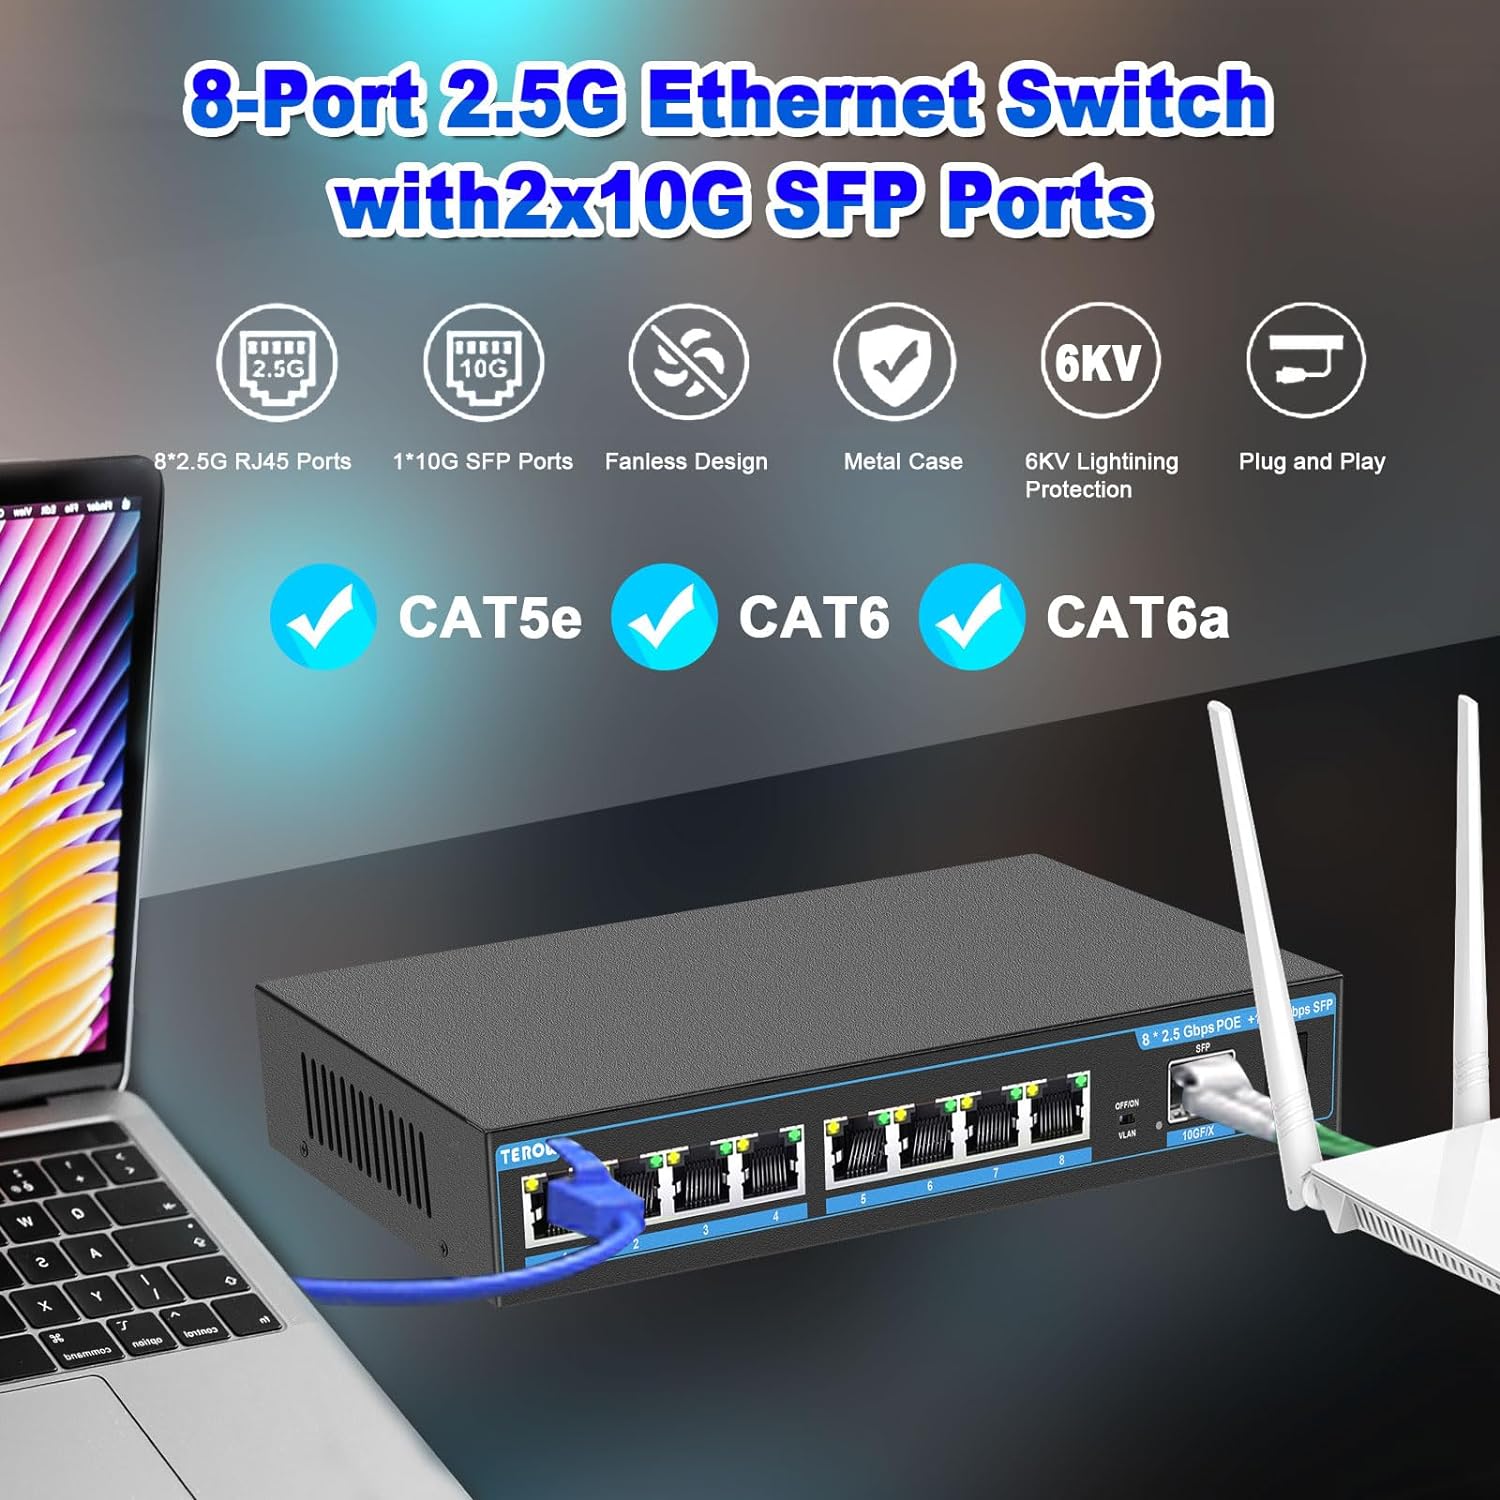 8-Port 2.5G Ethernet Switch
with2x10G SFP Ports
2.5G
10G
6KV
8*2.5G RJ45 Ports
1*10G SFP Ports
Fanless Design
Metal Case
6KV Lightining
Protection
Plug and Play
CAT5e
CAT6
CAT6a
8 * 2.5 Gbps POE
SFP
SFP
OFF/ON
VLAN
10GF/X
2
3
4
5
6
7
8